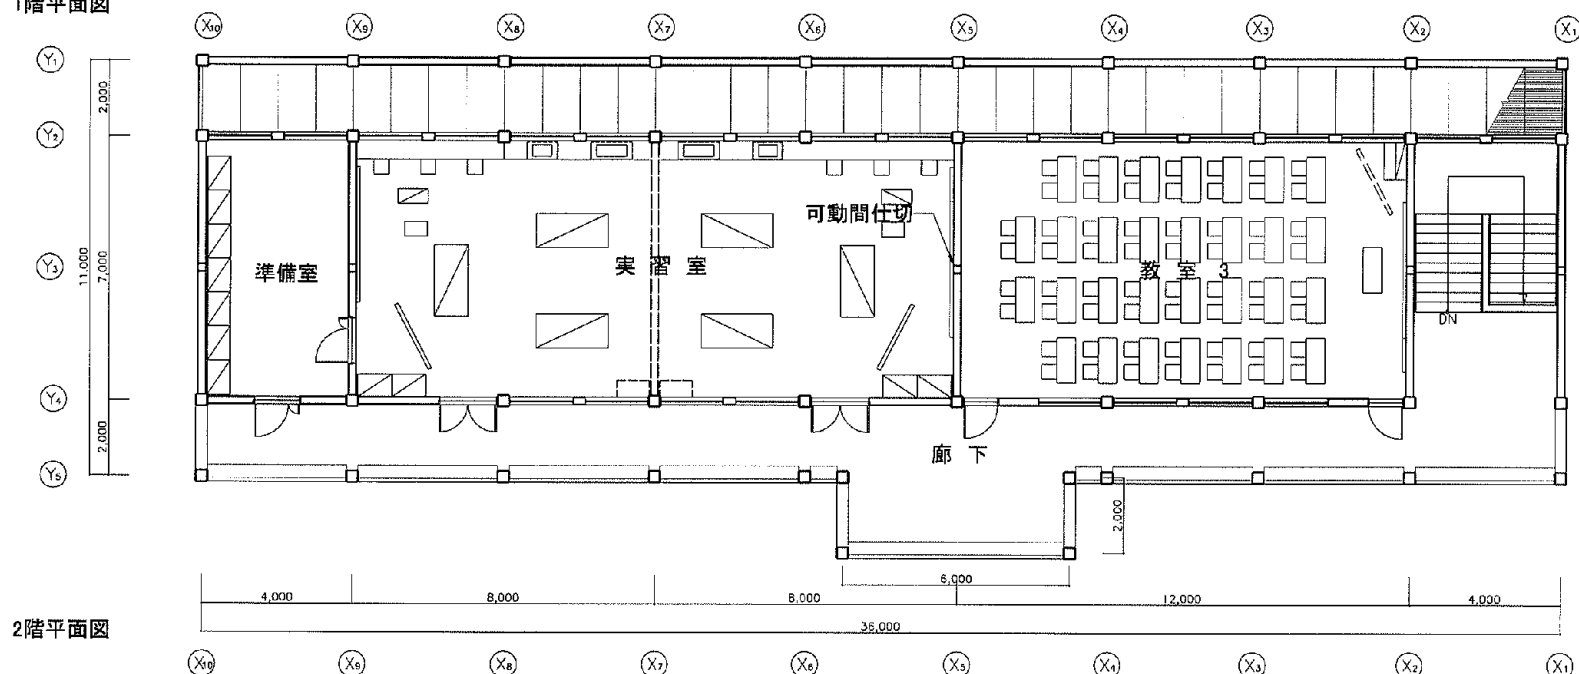 1階平面図
X10 X9 X8 X7 X6 X5 X4 X3 X2 X1
Y1
2,000
Y2
可動間仕切
11,000
7,000
Y3
準備室
実習室
教室3
DN
Y4
2,000
廊下
Y5
2,000
6,000
4,000 8,000 8,000 12,000 4,000
36,000
2階平面図
X10 X9 X8 X7 X6 X5 X4 X3 X2 X1